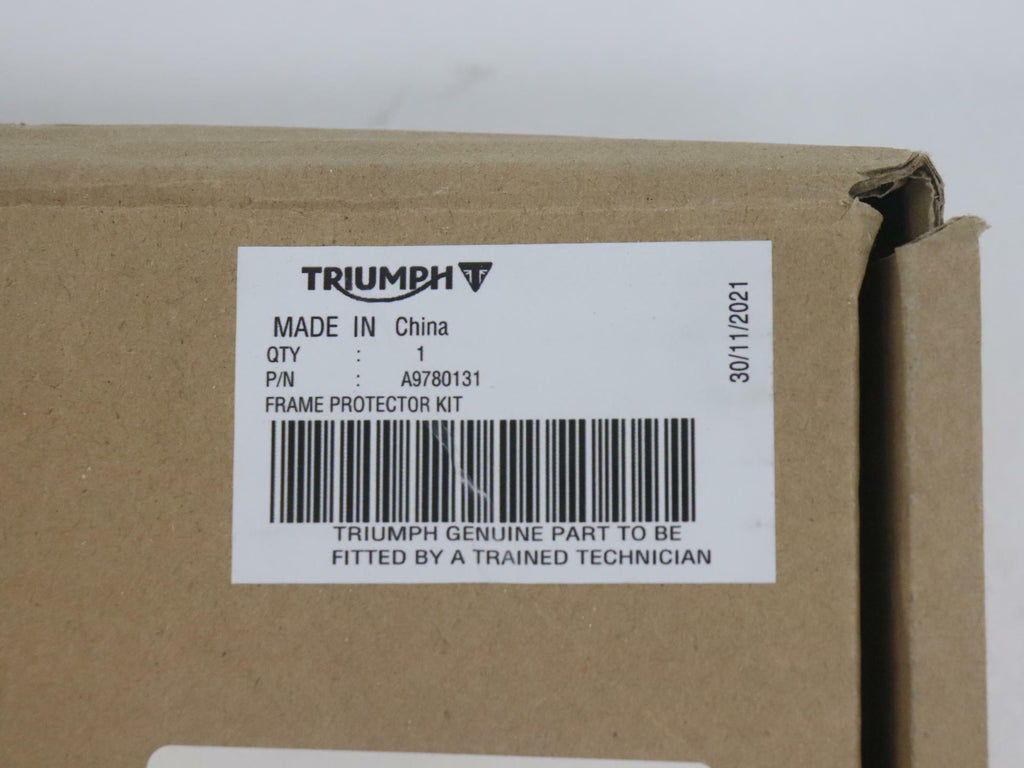 TRIUMPH
MADE IN China
QTY : 1
P/N : A9780131
FRAME PROTECTOR KIT
TRIUMPH GENUINE PART TO BE
FITTED BY A TRAINED TECHNICIAN
30/11/2021